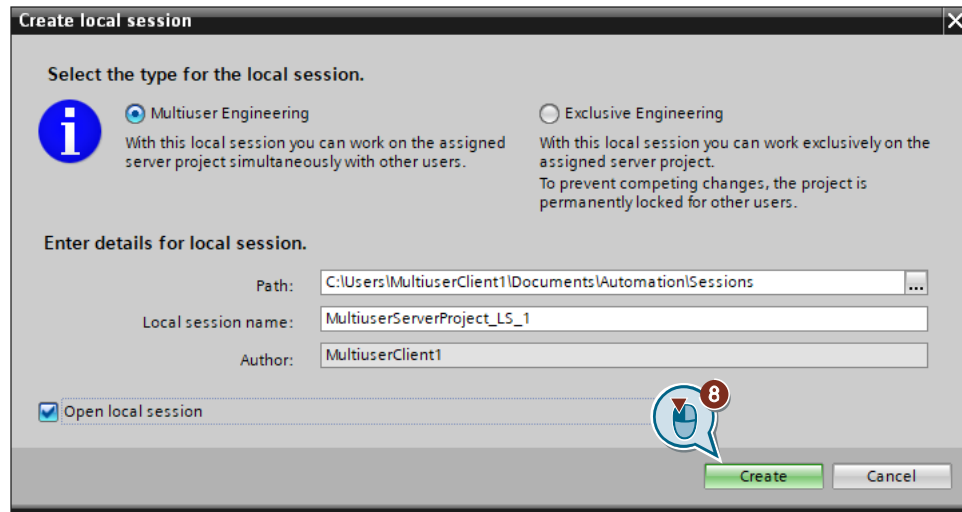 Create local session
Select the type for the local session.
Multiuser Engineering
With this local session you can work on the assigned
server project simultaneously with other users.
Exclusive Engineering
With this local session you can work exclusively on the
assigned server project.
To prevent competing changes, the project is
permanently locked for other users.
Enter details for local session.
Path: C:\Users\MultiuserClient1\Documents\Automation\Sessions ...
Local session name: MultiuserServerProject_LS_1
Author: MultiuserClient1
Open local session
8
Create Cancel